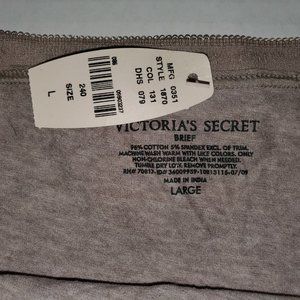 MFG 0351
STYLE 1870
COL 131
DHS 079
SIZE
240
L
VICTORIA'S SECRET
BRIEF
95% COTTON 5% SPANDEX EXCL. OF TRIM.
MACHINE WASH WARM WITH LIKE COLORS. ONLY
NON-CHLORINE BLEACH WHEN NEEDED.
TUMBLE DRY LOW. REMOVE PROMPTLY.
MADE IN INDIA
LARGE